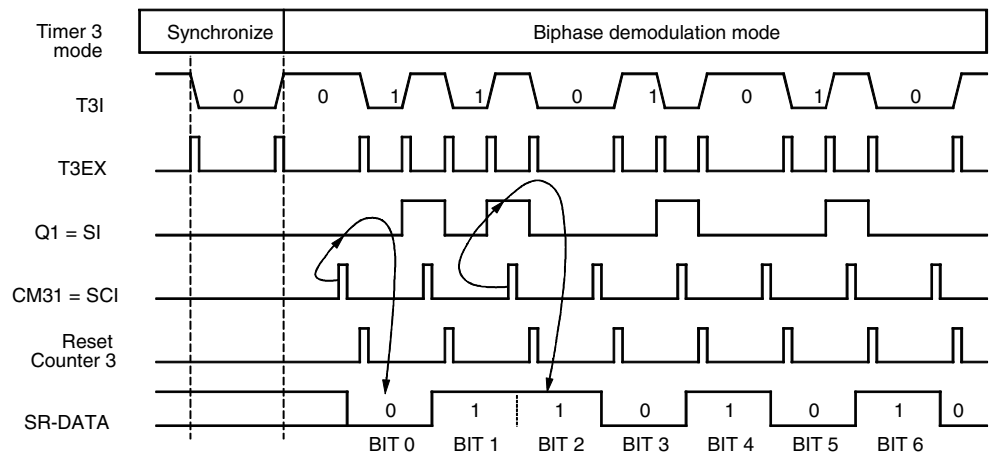 Timer 3 mode Synchronize Biphase demodulation mode
T3I 0 0 1 1 0 1 0 1 0
T3EX
Q1 = SI
CM31 = SCI
Reset Counter 3
SR-DATA 0 1 1 0 1 0 1 0
BIT 0 BIT 1 BIT 2 BIT 3 BIT 4 BIT 5 BIT 6